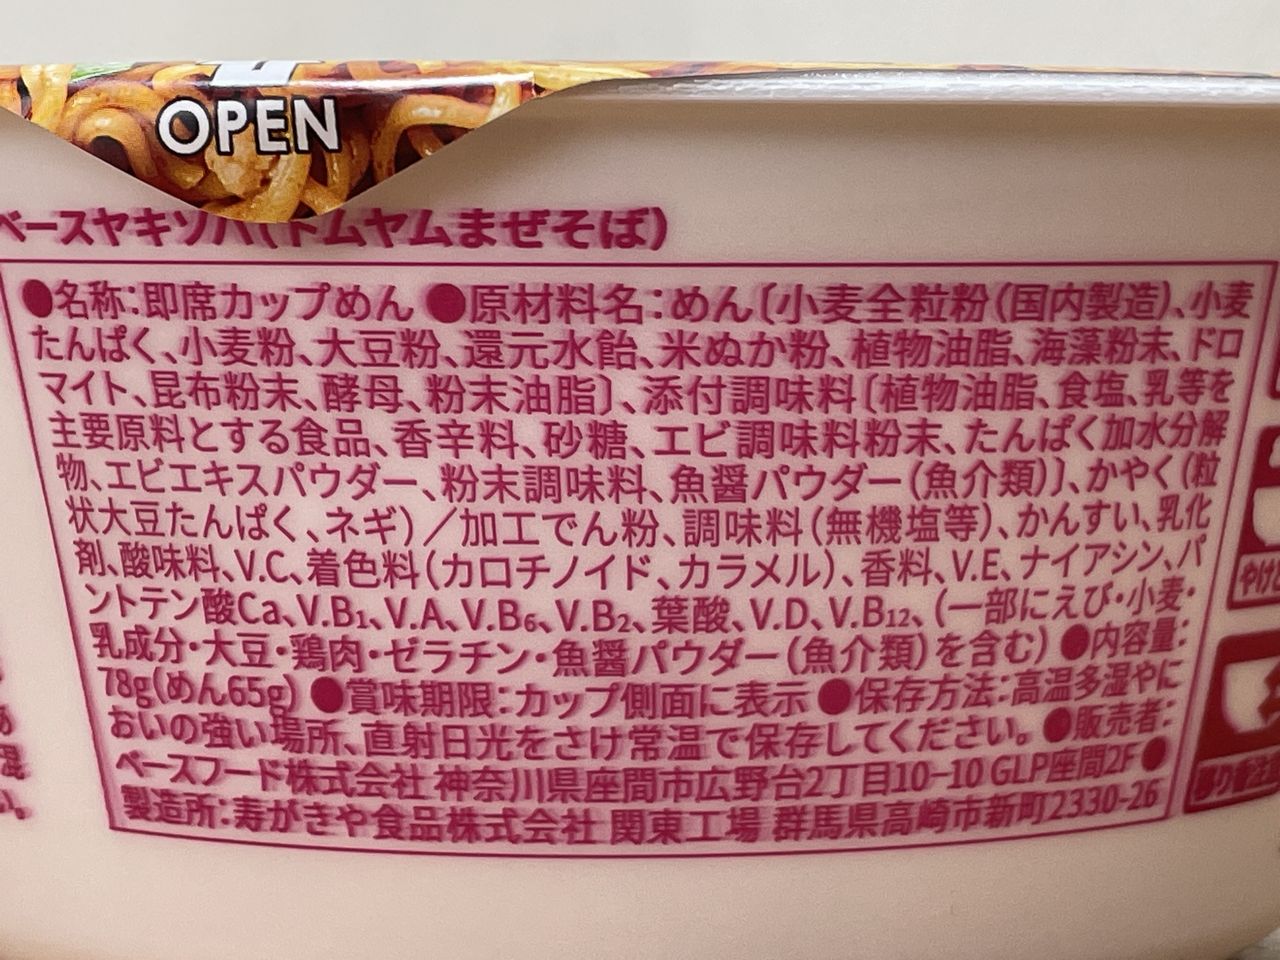 OPEN
ベースヤキソバ(トムヤムまぜそば)
●名称:即席カップめん ●原材料名:めん〔小麦全粒粉(国内製造)、小麦
たんぱく、小麦粉、大豆粉、還元水飴、米ぬか粉、植物油脂、海藻粉末、ドロ
マイト、昆布粉末、酵母、粉末油脂〕、添付調味料〔植物油脂、食塩、乳等を
主要原料とする食品、香辛料、砂糖、エビ調味料粉末、たんぱく加水分解
物、エビエキスパウダー、粉末調味料、魚醤パウダー(魚介類)〕、かやく(粒
状大豆たんぱく、ネギ)/加工でん粉、調味料(無機塩等)、かんすい、乳化
剤、酸味料、V.C、着色料(カロチノイド、カラメル)、香料、V.E、ナイアシン、パ
ントテン酸Ca、V.B₁、V.A、V.B₆、V.B₂、葉酸、V.D、V.B₁₂、(一部にえび・小麦・
乳成分・大豆・鶏肉・ゼラチン・魚醤パウダー(魚介類)を含む) ●内容量:
78g(めん65g) ●賞味期限:カップ側面に表示 ●保存方法:高温多湿やに
おいの強い場所、直射日光をさけ常温で保存してください。 ●販売者:
ベースフード株式会社 神奈川県座間市広野台2丁目10-10 GLP座間2F ●
製造所:寿がきや食品株式会社 関東工場 群馬県高崎市新町2330-26
やけ